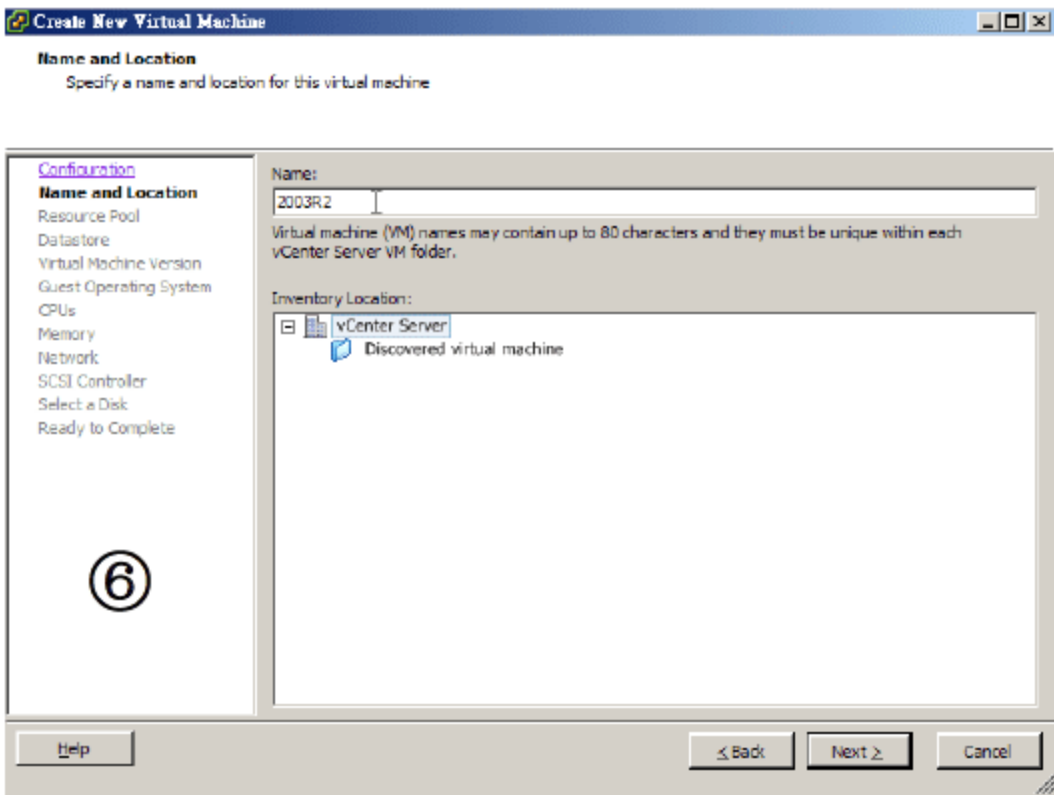 Create New Virtual Machine
Name and Location
Specify a name and location for this virtual machine
Configuration
Name and Location
Resource Pool
Datastore
Virtual Machine Version
Guest Operating System
CPUs
Memory
Network
SCSI Controller
Select a Disk
Ready to Complete
⑥
Name:
2003R2
Virtual machine (VM) names may contain up to 80 characters and they must be unique within each
vCenter Server VM folder.
Inventory Location:
vCenter Server
Discovered virtual machine
Help
< Back
Next >
Cancel